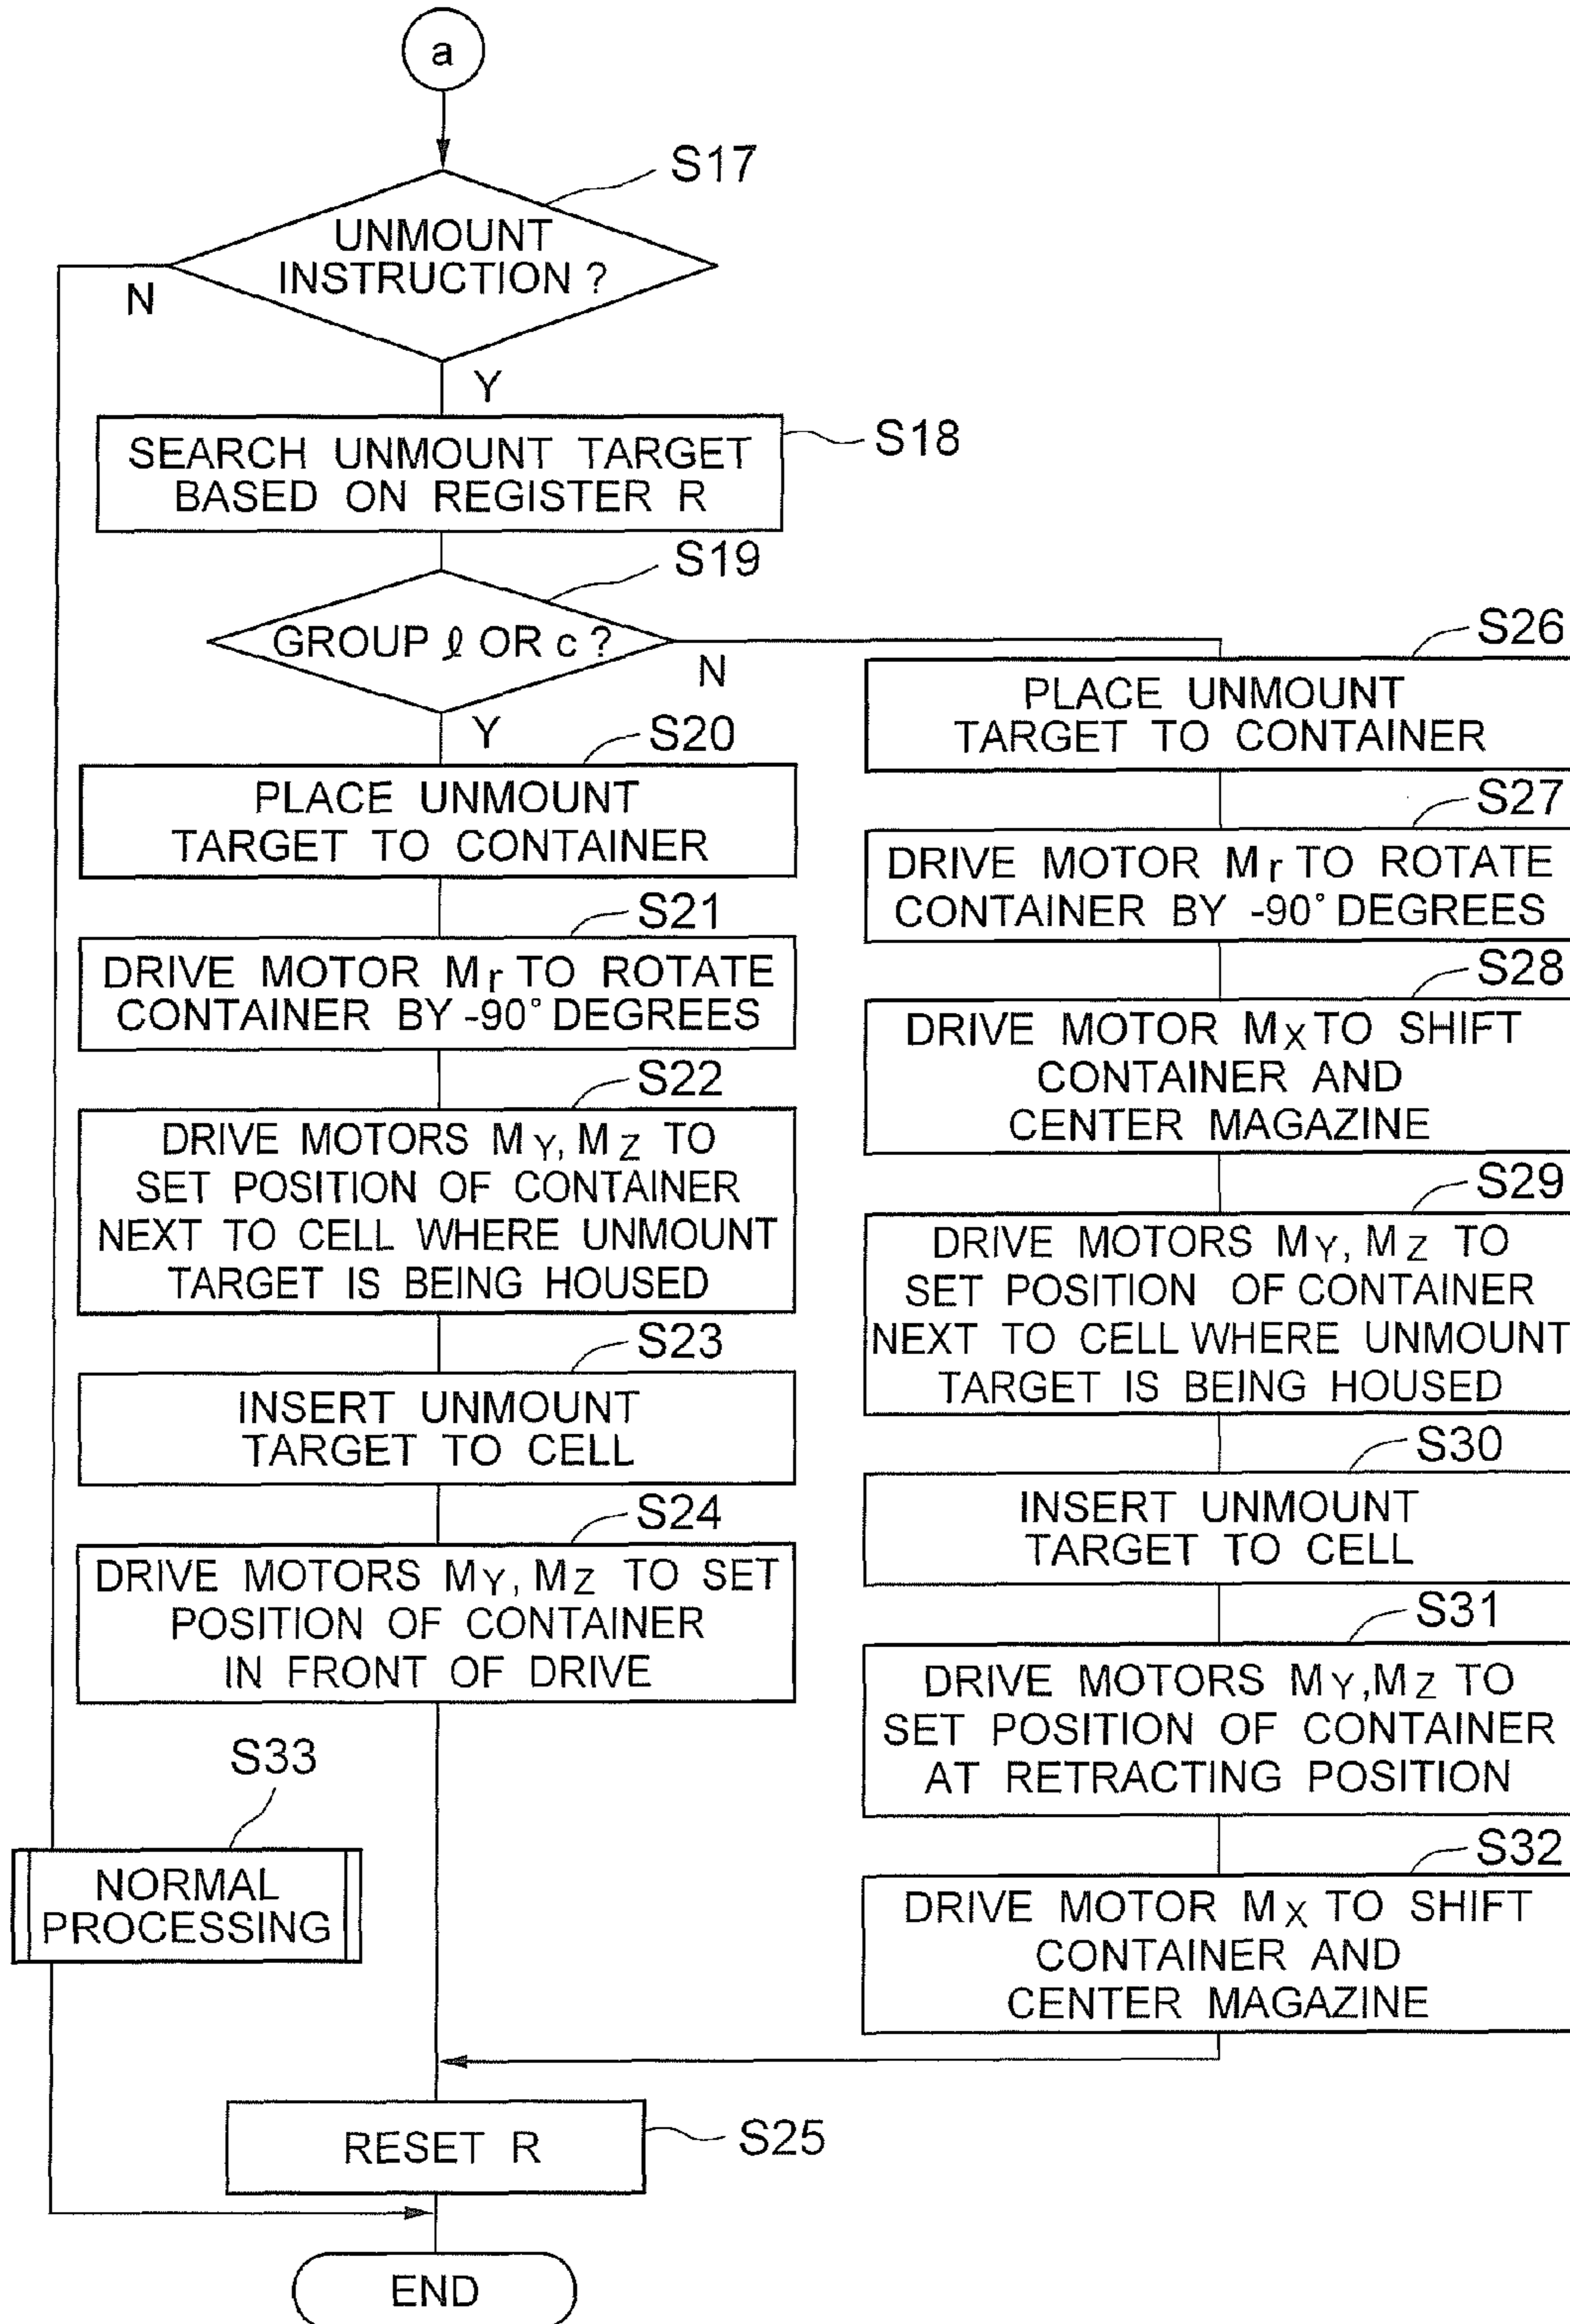 a
S17
UNMOUNT
INSTRUCTION ?
N
Y
S18
SEARCH UNMOUNT TARGET
BASED ON REGISTER R
S19
GROUP ℓ OR c ?
N
Y
S20
PLACE UNMOUNT
TARGET TO CONTAINER
S21
DRIVE MOTOR Mr TO ROTATE
CONTAINER BY -90° DEGREES
S22
DRIVE MOTORS MY, MZ TO
SET POSITION OF CONTAINER
NEXT TO CELL WHERE UNMOUNT
TARGET IS BEING HOUSED
S23
INSERT UNMOUNT
TARGET TO CELL
S24
DRIVE MOTORS MY, MZ TO SET
POSITION OF CONTAINER
IN FRONT OF DRIVE
S26
PLACE UNMOUNT
TARGET TO CONTAINER
S27
DRIVE MOTOR Mr TO ROTATE
CONTAINER BY -90° DEGREES
S28
DRIVE MOTOR MX TO SHIFT
CONTAINER AND
CENTER MAGAZINE
S29
DRIVE MOTORS MY, MZ TO
SET POSITION OF CONTAINER
NEXT TO CELL WHERE UNMOUNT
TARGET IS BEING HOUSED
S30
INSERT UNMOUNT
TARGET TO CELL
S31
DRIVE MOTORS MY,MZ TO
SET POSITION OF CONTAINER
AT RETRACTING POSITION
S32
DRIVE MOTOR MX TO SHIFT
CONTAINER AND
CENTER MAGAZINE
S33
NORMAL
PROCESSING
RESET R
S25
END